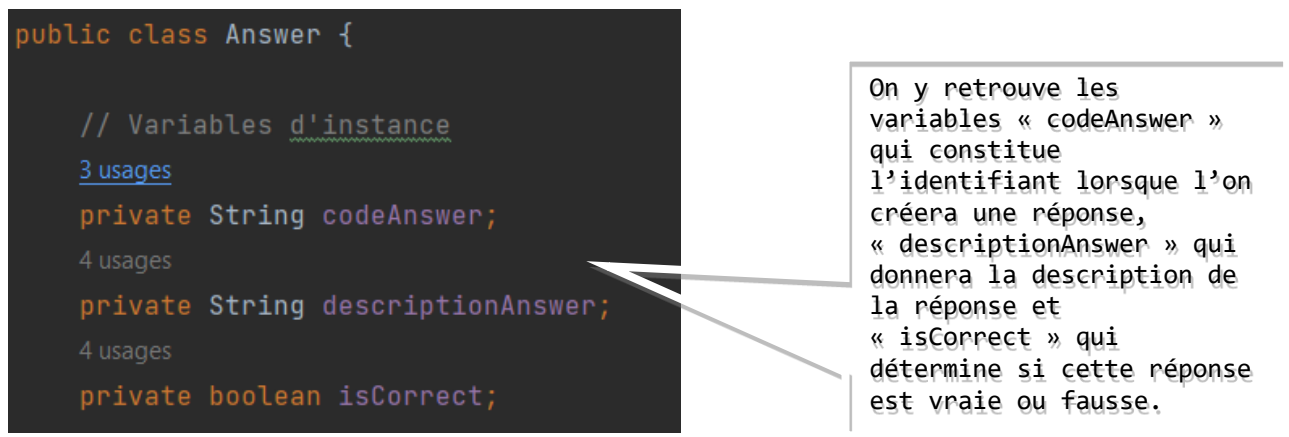 public class Answer {
// Variables d'instance
3 usages
private String codeAnswer;
4 usages
private String descriptionAnswer;
4 usages
private boolean isCorrect;
On y retrouve les
variables « codeAnswer »
qui constitue
l’identifiant lorsque l’on
créera une réponse,
« descriptionAnswer » qui
donnera la description de
la réponse et
« isCorrect » qui
détermine si cette réponse
est vraie ou fausse.